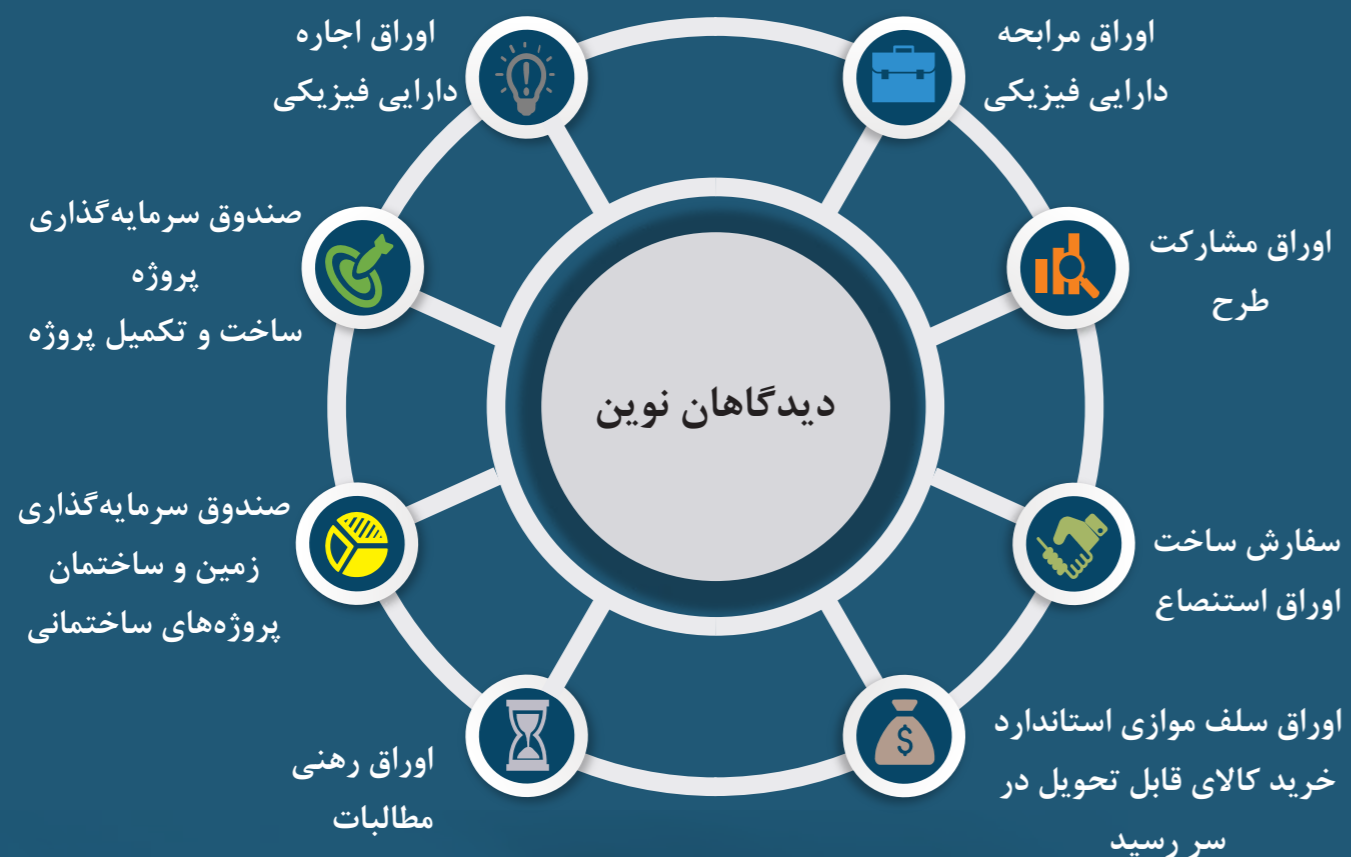 اوراق مرابحه
دارایی فیزیکی
اوراق مشارکت
طرح
سفارش ساخت
اوراق استنصاع
اوراق سلف موازی استاندارد
خرید کالای قابل تحویل در
سر رسید
اوراق رهنی
مطالبات
صندوق سرمایه‌گذاری
زمین و ساختمان
پروژه‌های ساختمانی
صندوق سرمایه‌گذاری
پروژه
ساخت و تکمیل پروژه
اوراق اجاره
دارایی فیزیکی
دیدگاهان نوین
$